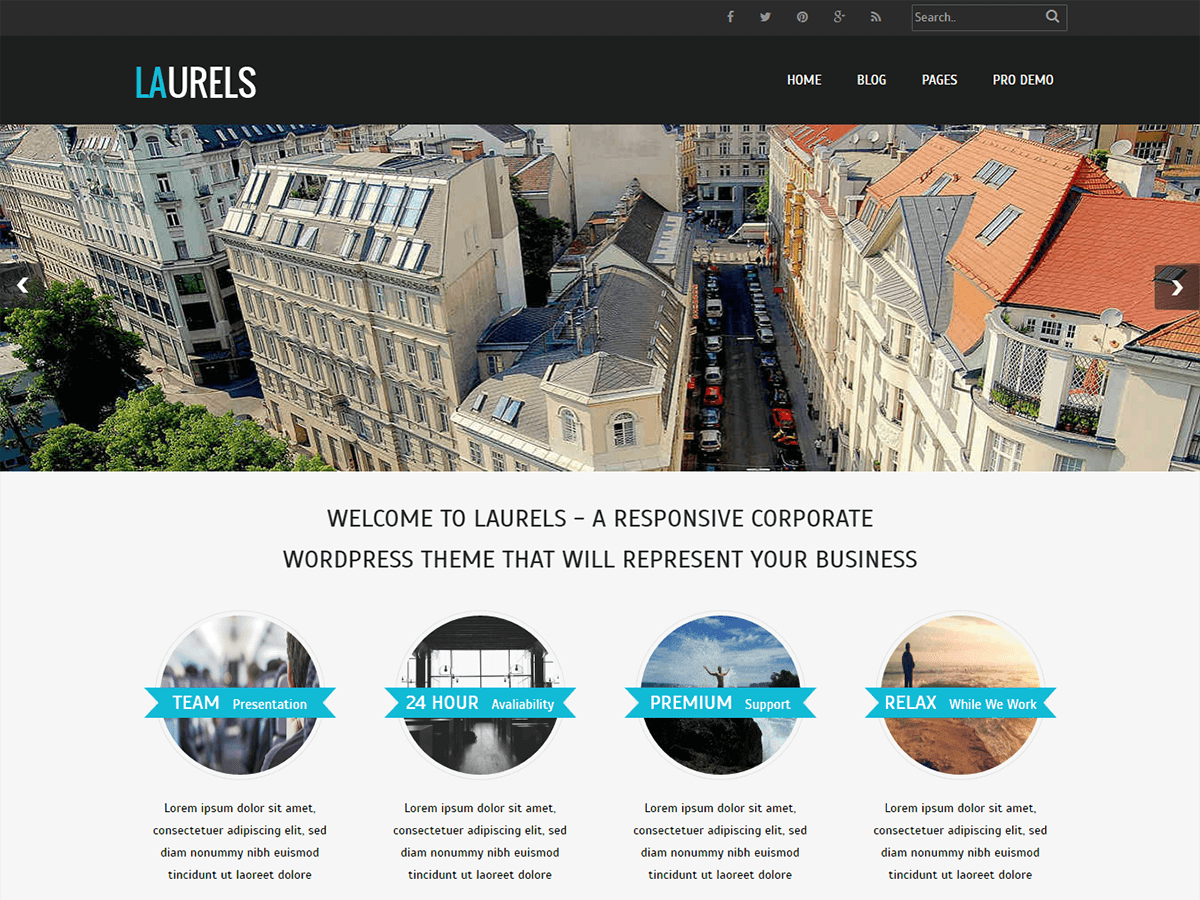 Search..
LAURELS
HOME BLOG PAGES PRO DEMO
WELCOME TO LAURELS - A RESPONSIVE CORPORATE
WORDPRESS THEME THAT WILL REPRESENT YOUR BUSINESS
TEAM Presentation
24 HOUR Avaliability
PREMIUM Support
RELAX While We Work
Lorem ipsum dolor sit amet,
consectetuer adipiscing elit, sed
diam nonummy nibh euismod
tincidunt ut laoreet dolore
Lorem ipsum dolor sit amet,
consectetuer adipiscing elit, sed
diam nonummy nibh euismod
tincidunt ut laoreet dolore
Lorem ipsum dolor sit amet,
consectetuer adipiscing elit, sed
diam nonummy nibh euismod
tincidunt ut laoreet dolore
Lorem ipsum dolor sit amet,
consectetuer adipiscing elit, sed
diam nonummy nibh euismod
tincidunt ut laoreet dolore